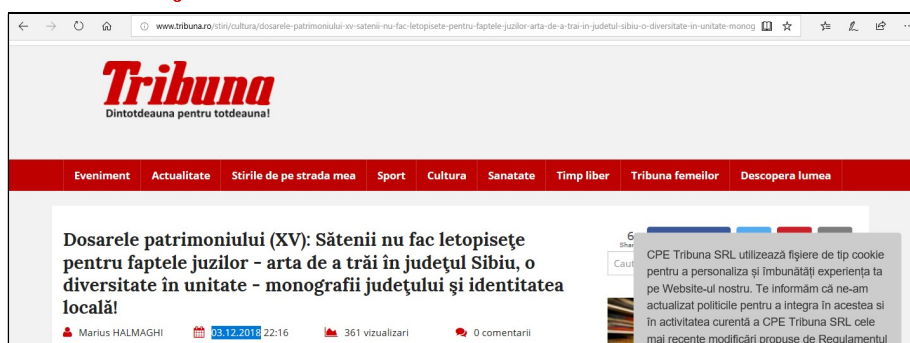 www.tribuna.ro/stiri/cultura/dosarele-patrimoniului-xv-satenii-nu-fac-letopisete-pentru-faptele-juzilor-arta-de-a-trai-in-judetul-sibiu-o-diversitate-in-unitate-monog
Tribuna
Dintotdeauna pentru totdeauna!
Eveniment Actualitate Stirile de pe strada mea Sport Cultura Sanatate Timp liber Tribuna femeilor Descopera lumea
Dosarele patrimoniului (XV): Sătenii nu fac letopiseţe
pentru faptele juzilor - arta de a trăi în judeţul Sibiu, o
diversitate în unitate - monografii judeţului şi identitatea
locală!
Marius HALMAGHI 03.12.2018 22:16 361 vizualizari 0 comentarii
6
CPE Tribuna SRL utilizează fişiere de tip cookie
pentru a personaliza și îmbunătăți experiența ta
pe Website-ul nostru. Te informăm că ne-am
actualizat politicile pentru a integra în acestea si
în activitatea curentă a CPE Tribuna SRL cele
mai recente modificări propuse de Regulamentul